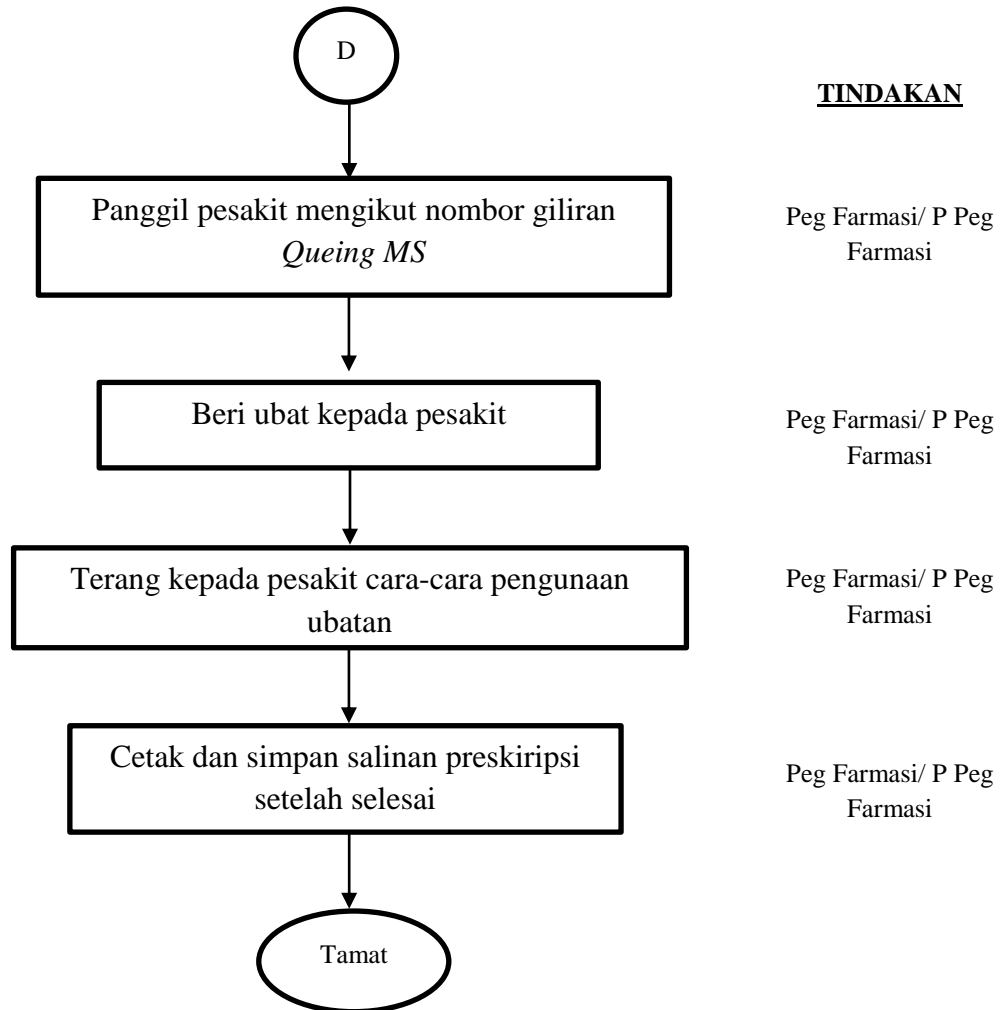 D
TINDAKAN
Panggil pesakit mengikut nombor giliran
Queing MS
Peg Farmasi/ P Peg
Farmasi
Beri ubat kepada pesakit
Peg Farmasi/ P Peg
Farmasi
Terang kepada pesakit cara-cara pengunaan
ubatan
Peg Farmasi/ P Peg
Farmasi
Cetak dan simpan salinan preskiripsi
setelah selesai
Peg Farmasi/ P Peg
Farmasi
Tamat